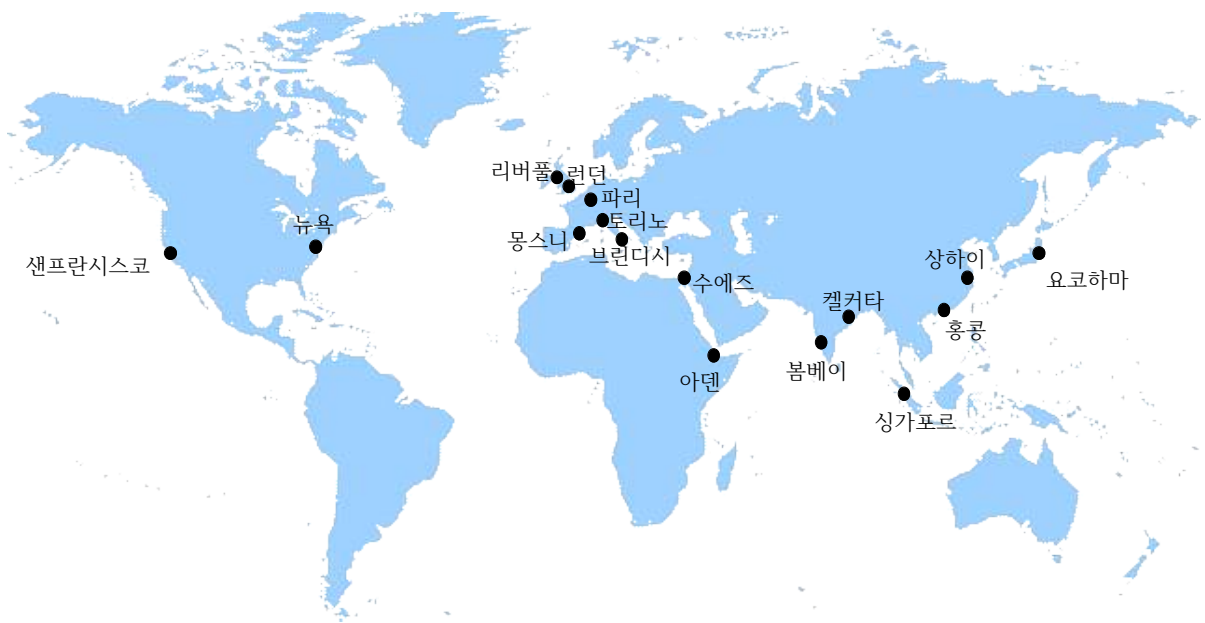 리버풀
런던
파리
뉴욕
토리노
몽스니
브린디시
샌프란시스코
상하이
요코하마
수에즈
켈커타
홍콩
봄베이
아덴
싱가포르